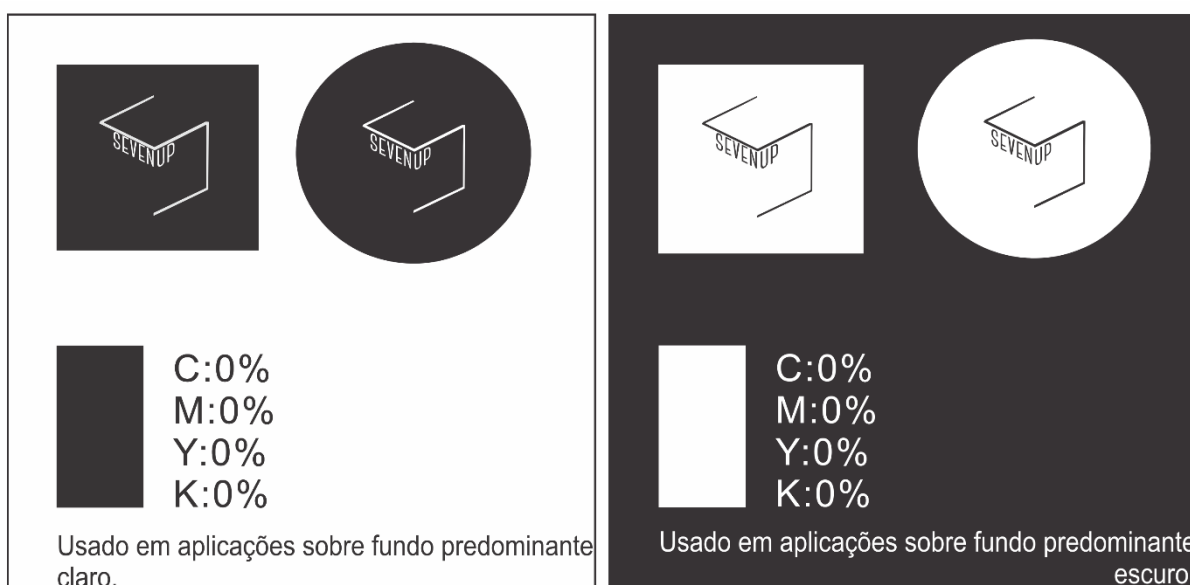 SEVENUP
SEVENUP
C:0%
M:0%
Y:0%
K:0%
Usado em aplicações sobre fundo predominante
claro.
SEVENUP
SEVENUP
C:0%
M:0%
Y:0%
K:0%
Usado em aplicações sobre fundo predominante
escuro